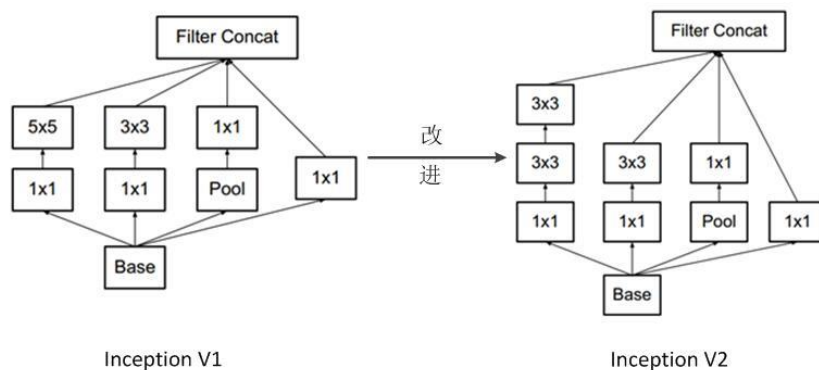 Filter Concat
5x5
3x3
1x1
1x1
1x1
Pool
1x1
Base
Inception V1
改
进
Filter Concat
3x3
3x3
3x3
1x1
1x1
1x1
Pool
1x1
Base
Inception V2